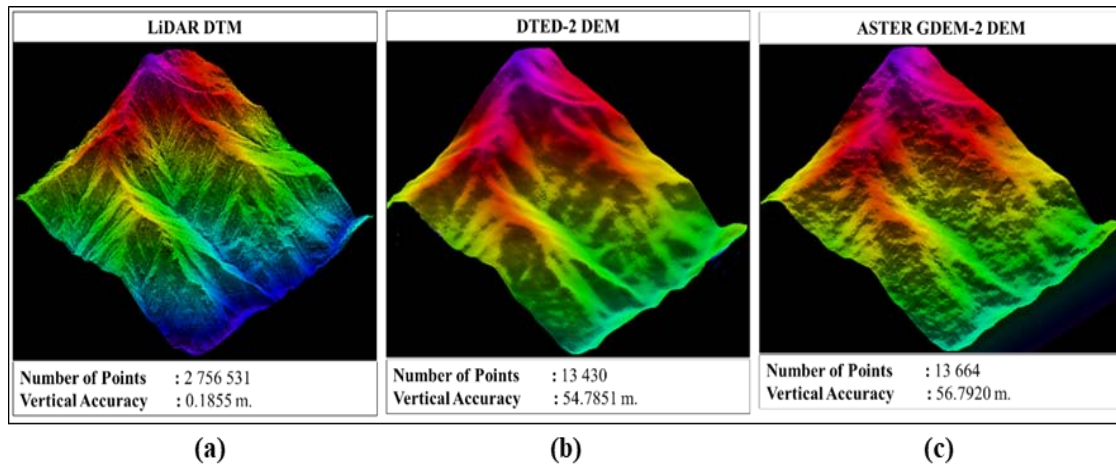 LiDAR DTM
DTED-2 DEM
ASTER GDEM-2 DEM
Number of Points : 2 756 531
Vertical Accuracy : 0.1855 m.
Number of Points : 13 430
Vertical Accuracy : 54.7851 m.
Number of Points : 13 664
Vertical Accuracy : 56.7920 m.
(a)
(b)
(c)